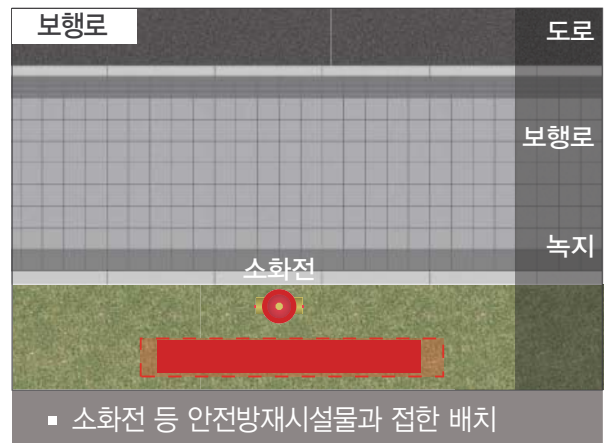 보행로
도로
보행로
녹지
소화전
▪ 소화전 등 안전방재시설물과 접한 배치